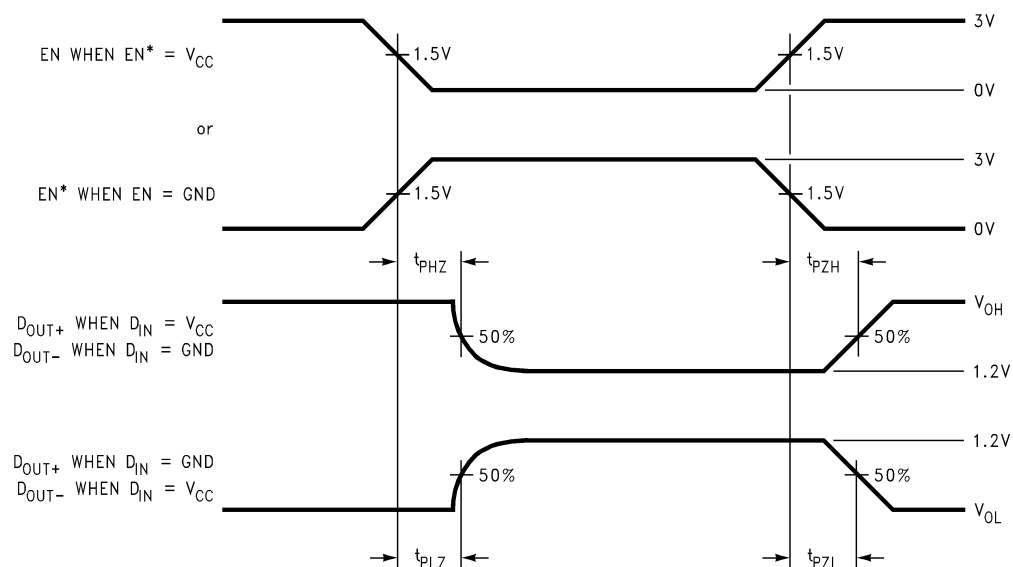 EN WHEN EN* = VCC
1.5V
1.5V
3V
0V
or
3V
EN* WHEN EN = GND
1.5V
1.5V
0V
tPHZ
tPZH
VOH
DOUT+ WHEN DIN = VCC
DOUT– WHEN DIN = GND
50%
50%
1.2V
1.2V
DOUT+ WHEN DIN = GND
DOUT– WHEN DIN = VCC
50%
50%
VOL
tPLZ
tPZL